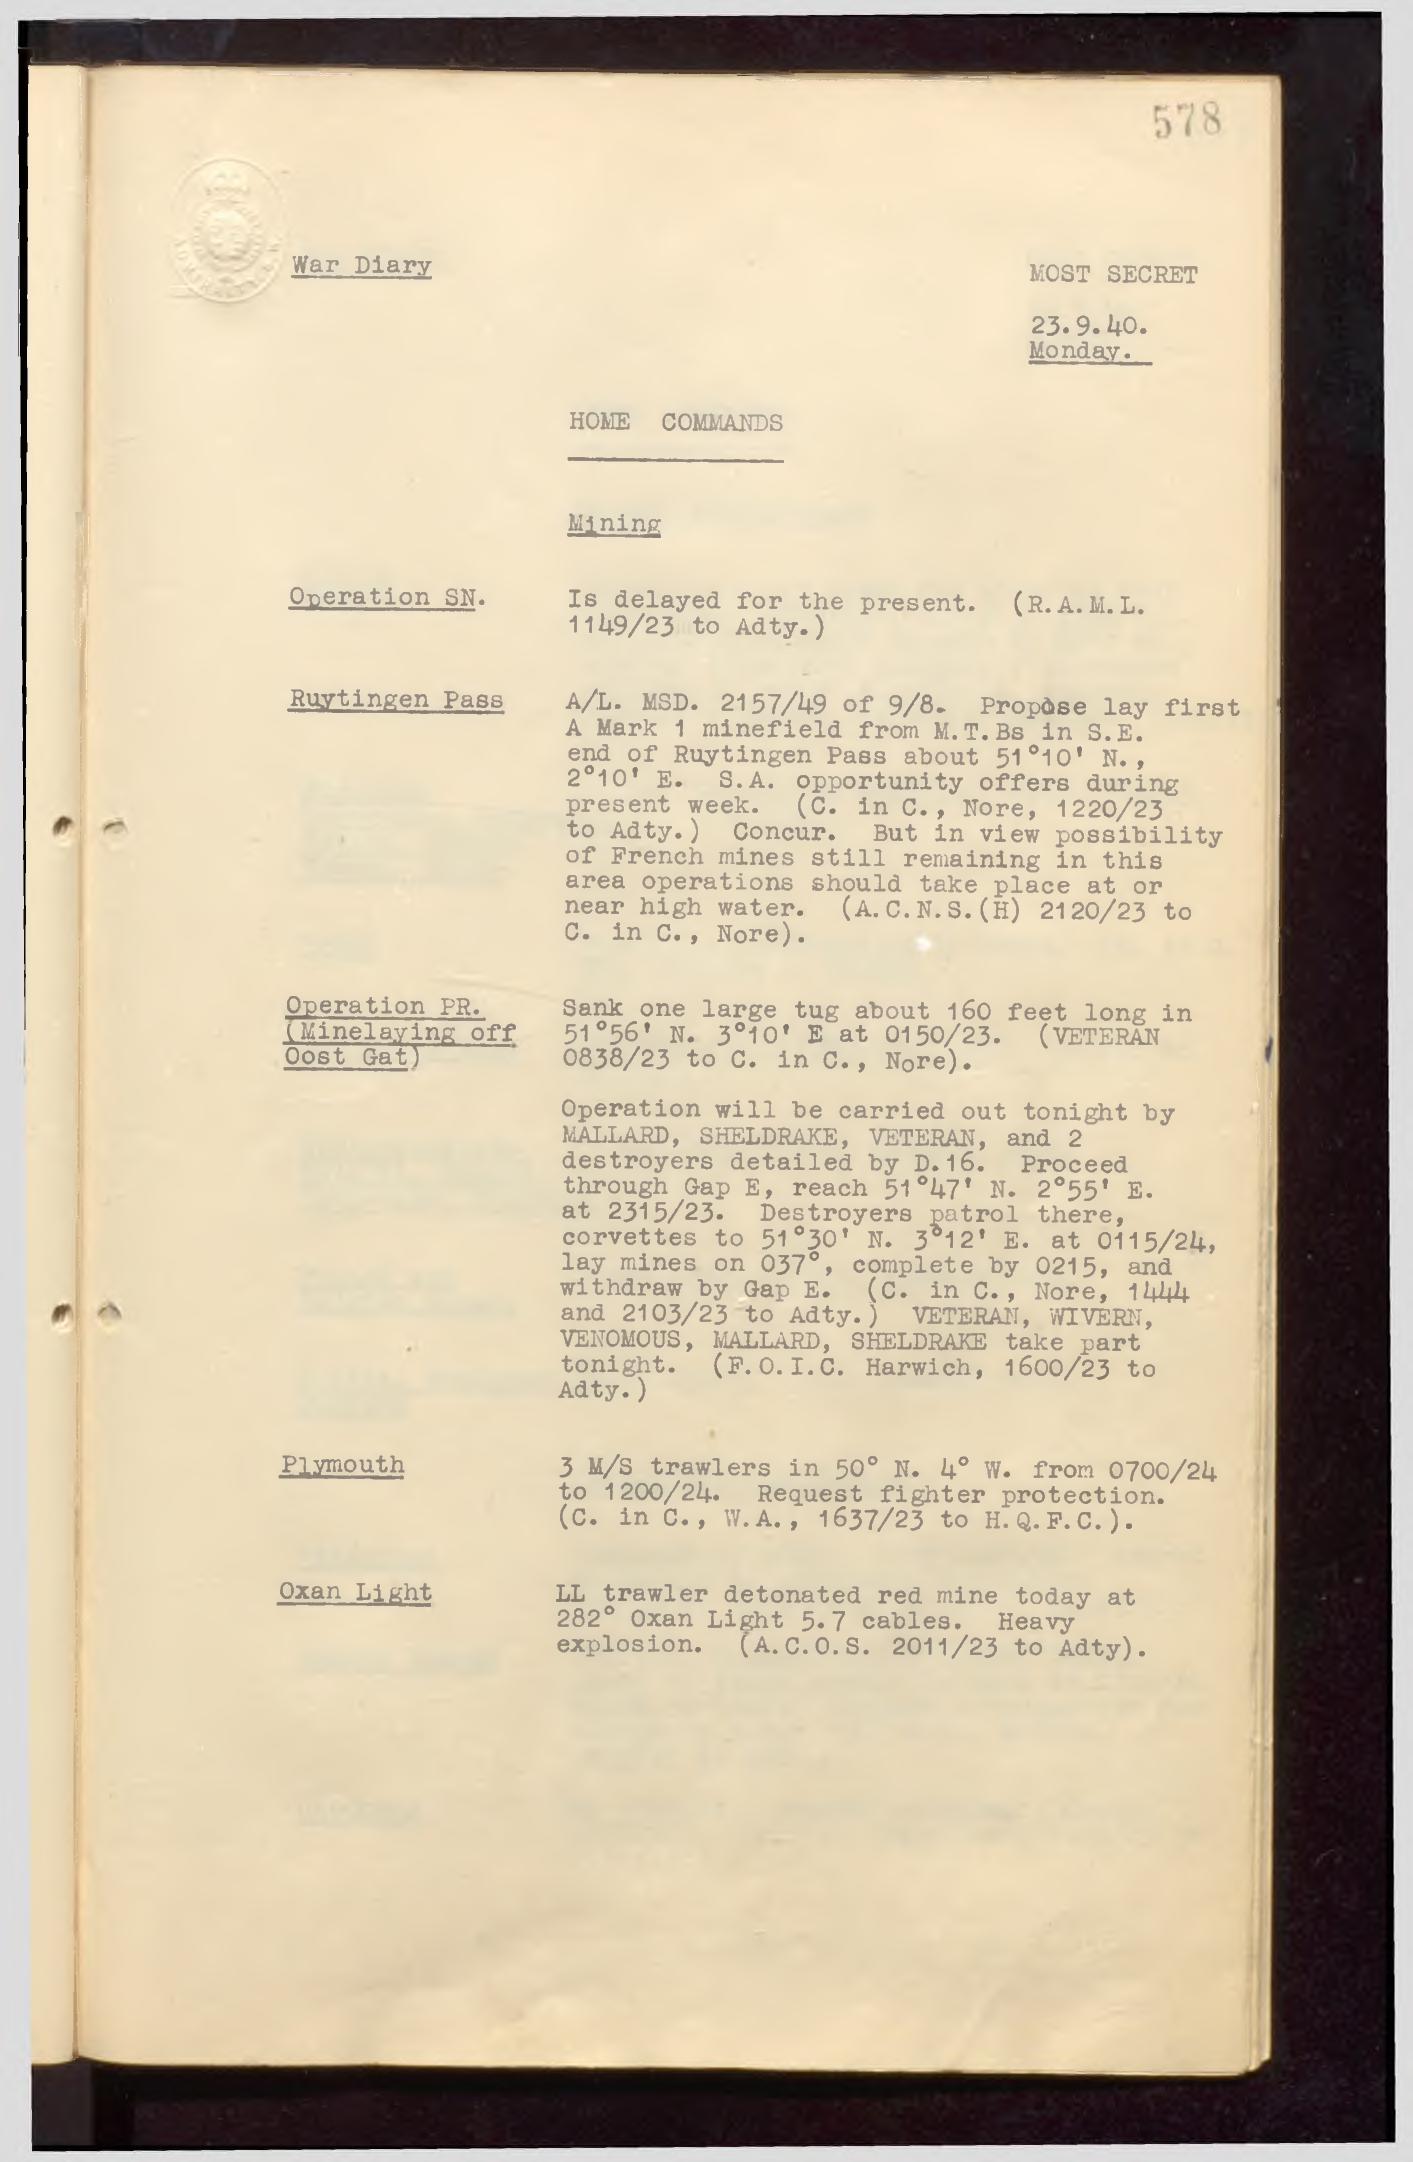 578
War Diary
MOST SECRET
23.9.40.
Monday.
HOME COMMANDS
Mining
Operation SN.
Is delayed for the present. (R.A.M.L.
1149/23 to Adty.)
Ruytingen Pass
A/L. MSD. 2157/49 of 9/8. Propose lay first
A Mark 1 minefield from M.T.Bs in S.E.
end of Ruytingen Pass about 51°10' N.,
2°10' E. S.A. opportunity offers during
present week. (C. in C., Nore, 1220/23
to Adty.) Concur. But in view possibility
of French mines still remaining in this
area operations should take place at or
near high water. (A.C.N.S.(H) 2120/23 to
C. in C., Nore).
Operation PR.
(Minelaying off
Oost Gat)
Sank one large tug about 160 feet long in
51°56' N. 3°10' E at 0150/23. (VETERAN
0838/23 to C. in C., Nore).
Operation will be carried out tonight by
MALLARD, SHELDRAKE, VETERAN, and 2
destroyers detailed by D.16. Proceed
through Gap E, reach 51°47' N. 2°55' E.
at 2315/23. Destroyers patrol there,
corvettes to 51°30' N. 3°12' E. at 0115/24,
lay mines on 037°, complete by 0215, and
withdraw by Gap E. (C. in C., Nore, 1444
and 2103/23 to Adty.) VETERAN, WIVERN,
VENOMOUS, MALLARD, SHELDRAKE take part
tonight. (F.O.I.C. Harwich, 1600/23 to
Adty.)
Plymouth
3 M/S trawlers in 50° N. 4° W. from 0700/24
to 1200/24. Request fighter protection.
(C. in C., W.A., 1637/23 to H.Q.F.C.).
Oxan Light
LL trawler detonated red mine today at
282° Oxan Light 5.7 cables. Heavy
explosion. (A.C.O.S. 2011/23 to Adty).